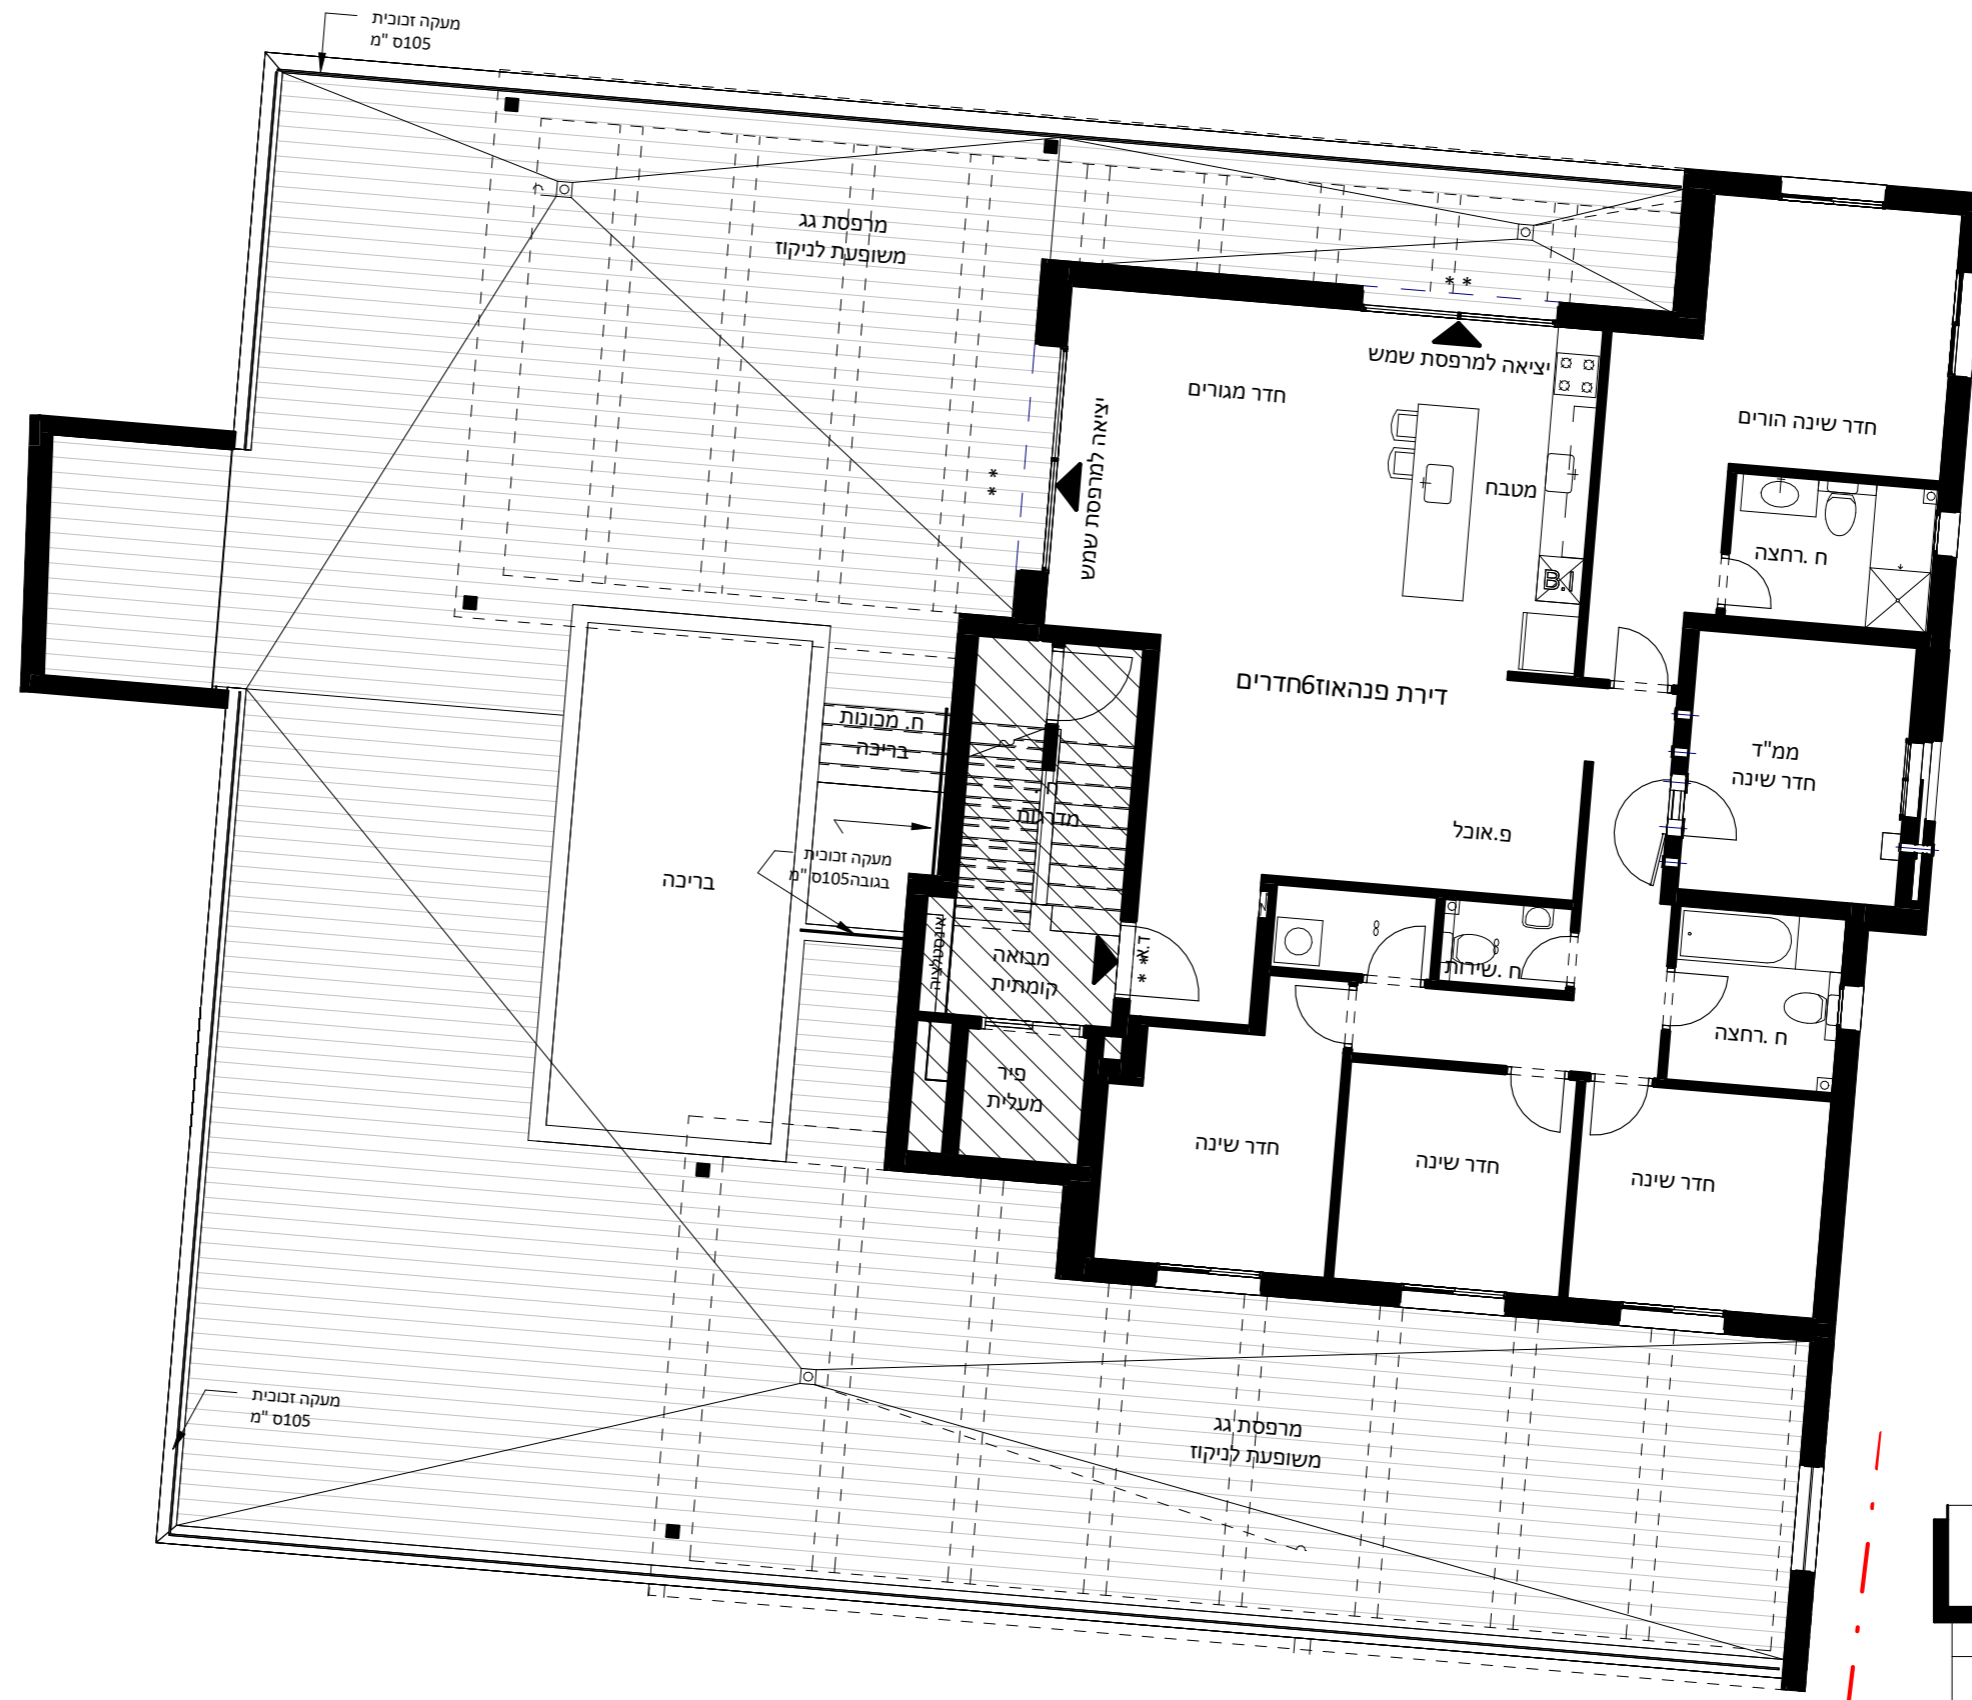 מעקה זכוכית
105ס "מ
מרפסת גג
משופעת לניקוז
יציאה למרפסת שמש
* *
חדר מגורים
חדר שינה הורים
יציאה למרפסת שמש
* *
מטבח
ח .רחצה
B.I
דירת פנהאוז6חדרים
ח. מכונות
בריכה
ממ"ד
חדר שינה
ח .
מדרגות
פ.אוכל
מעקה זכוכית
בגובה105ס "מ
בריכה
אינסטלציה
מבואה
קומתית
ד.א
* *
ח .שירות
ח .רחצה
פיר
מעלית
חדר שינה
חדר שינה
חדר שינה
מעקה זכוכית
105ס "מ
מרפסת גג
משופעת לניקוז